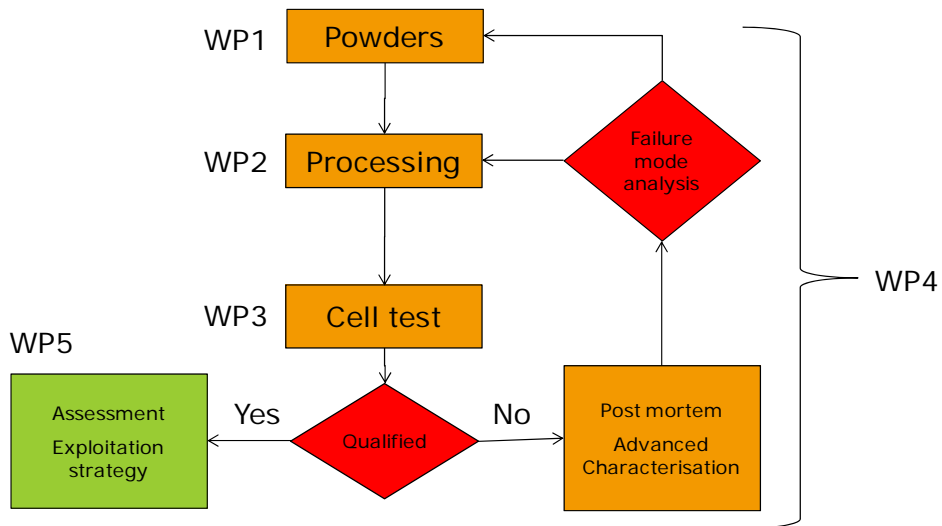 WP1
Powders
WP2
Processing
Failure
mode
analysis
WP4
WP3
Cell test
WP5
Assessment
Exploitation
strategy
Yes
Qualified
No
Post mortem
Advanced
Characterisation